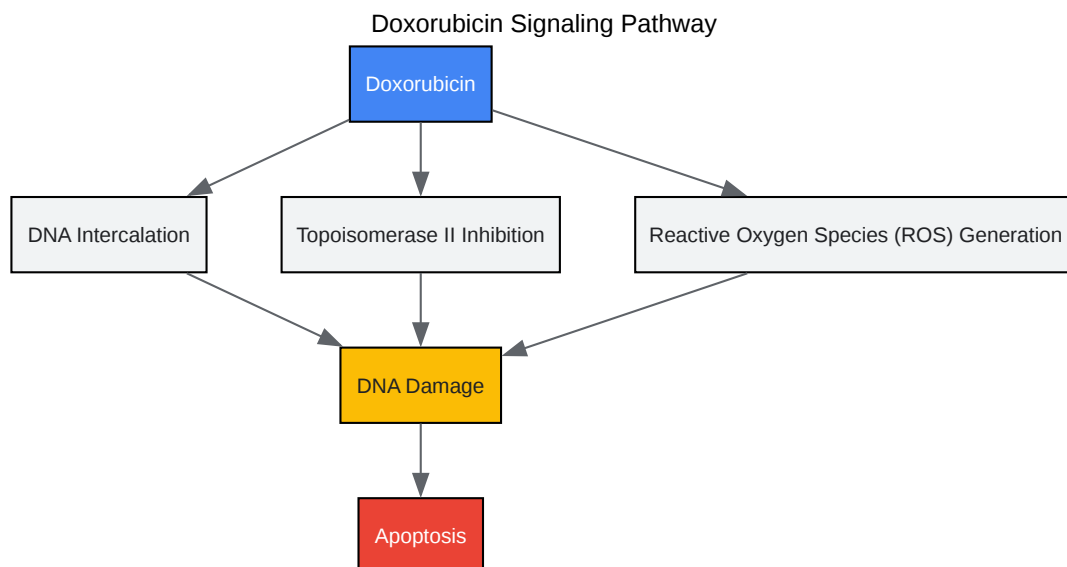 Doxorubicin Signaling Pathway
Doxorubicin
DNA Intercalation
Topoisomerase II Inhibition
Reactive Oxygen Species (ROS) Generation
DNA Damage
Apoptosis